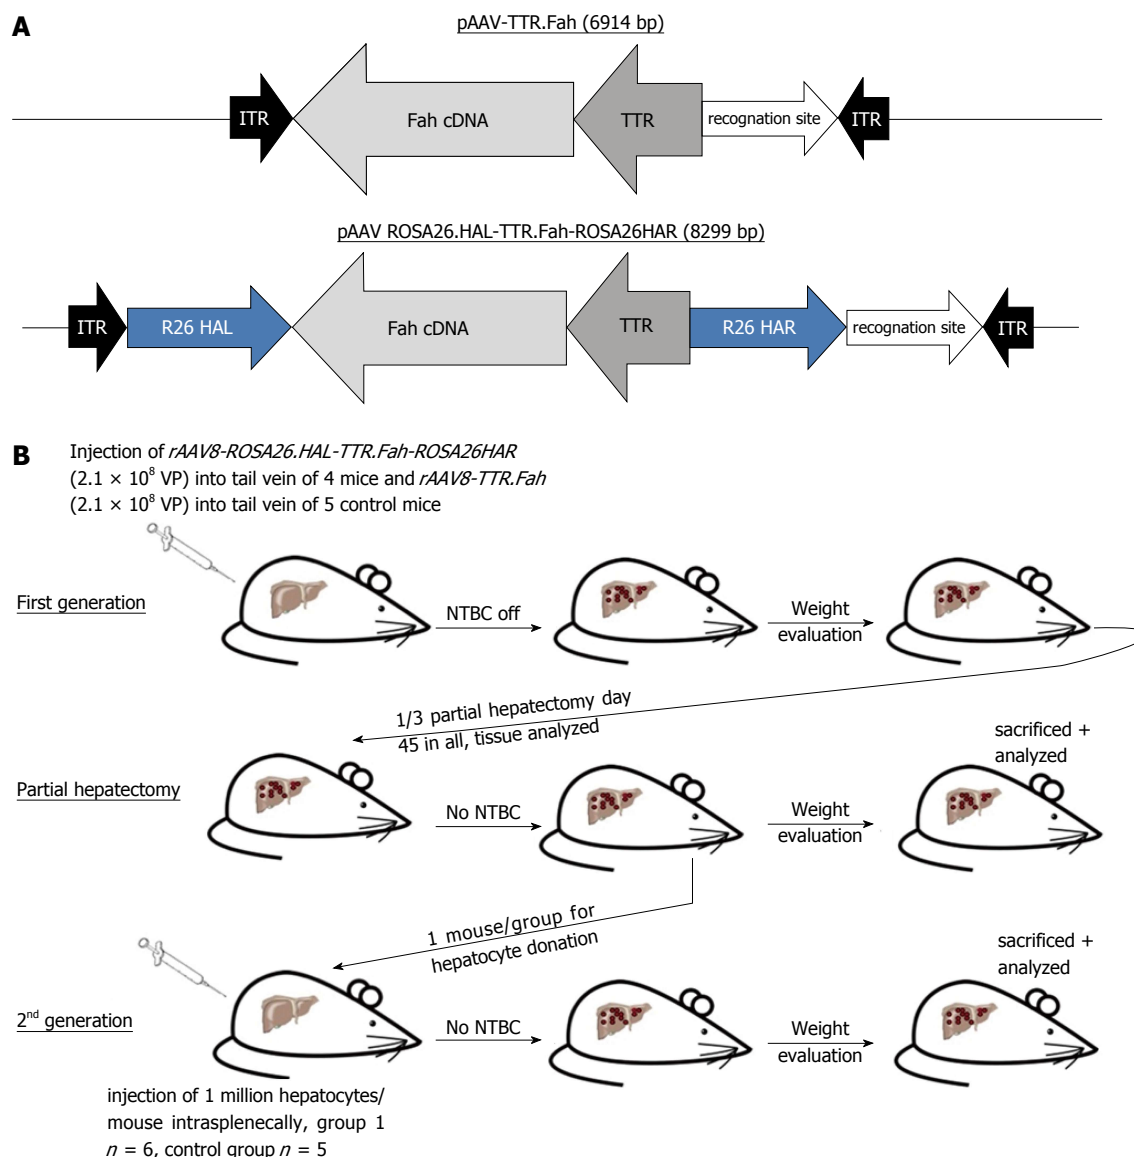 A
pAAV-TTR.Fah (6914 bp)
ITR
Fah cDNA
TTR
recognation site
ITR
pAAV ROSA26.HAL-TTR.Fah-ROSA26HAR (8299 bp)
ITR
R26 HAL
Fah cDNA
TTR
R26 HAR
recognation site
ITR
B
Injection of rAAV8-ROSA26.HAL-TTR.Fah-ROSA26HAR
(2.1 × 10⁸ VP) into tail vein of 4 mice and rAAV8-TTR.Fah
(2.1 × 10⁸ VP) into tail vein of 5 control mice
First generation
NTBC off
Weight
evaluation
1/3 partial hepatectomy day
45 in all, tissue analyzed
Partial hepatectomy
No NTBC
Weight
evaluation
sacrificed +
analyzed
1 mouse/group for
hepatocyte donation
2ⁿᵈ generation
No NTBC
Weight
evaluation
sacrificed +
analyzed
injection of 1 million hepatocytes/
mouse intrasplenecally, group 1
n = 6, control group n = 5